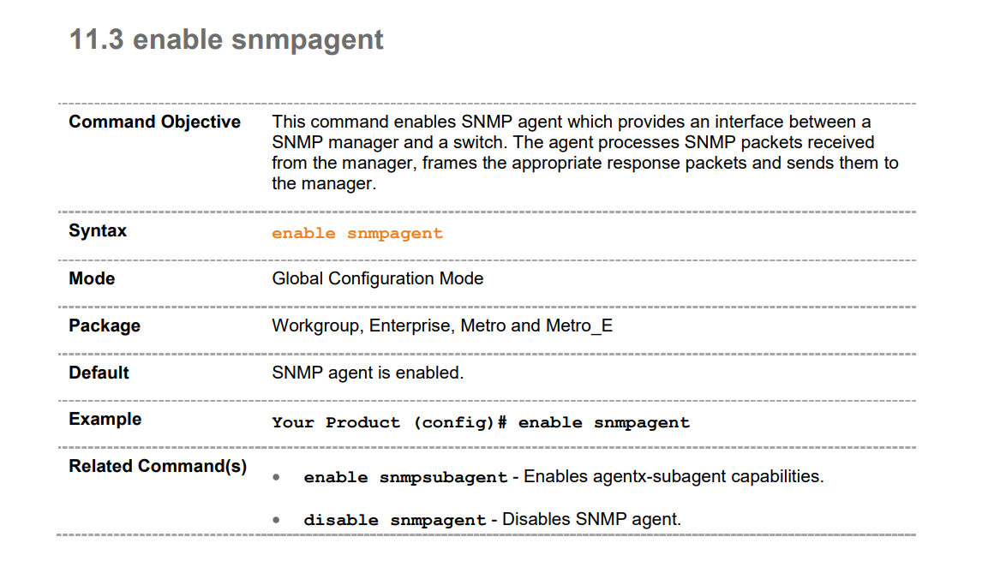 11.3 enable snmpagent
Command Objective This command enables SNMP agent which provides an interface between a
SNMP manager and a switch. The agent processes SNMP packets received
from the manager, frames the appropriate response packets and sends them to
the manager.
Syntax enable snmpagent
Mode Global Configuration Mode
Package Workgroup, Enterprise, Metro and Metro_E
Default SNMP agent is enabled.
Example Your Product (config)# enable snmpagent
Related Command(s) • enable snmpsubagent - Enables agentx-subagent capabilities.
• disable snmpagent - Disables SNMP agent.